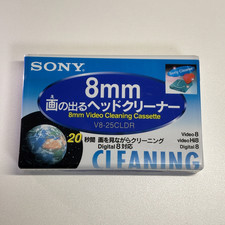 SONY
8mm
画の出るヘッドクリーナー
8mm Video Cleaning Cassette
V8-25CLDR
20秒間 画を見ながらクリーニング
Digital 8 対応
Video 8
video Hi8
Digital 8
CLEANING